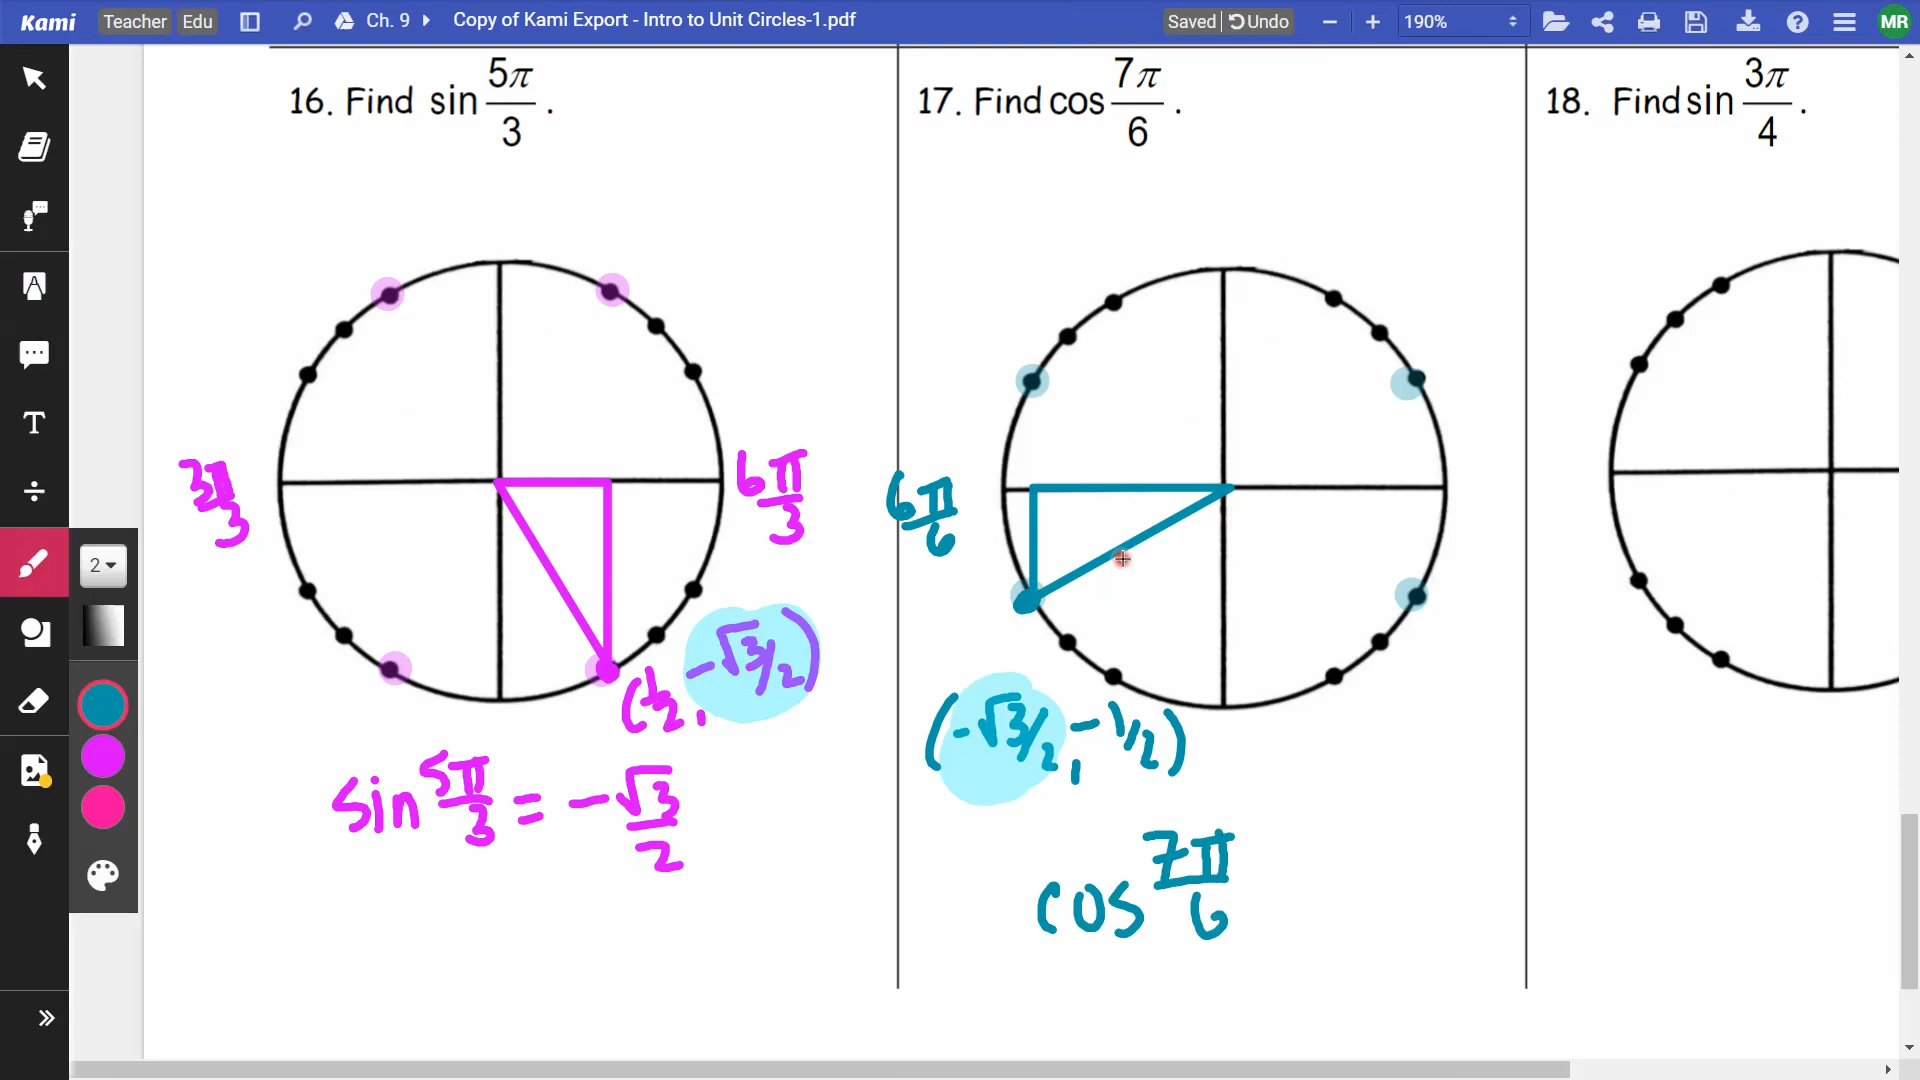 Kami Teacher Edu Ch. 9 Copy of Kami Export - Intro to Unit Circles-1.pdf Saved Undo 190% MR
16. Find sin 5π/3 .
17. Find cos 7π/6 .
18. Find sin 3π/4 .
3π/3
6π/3
6π/6
(1/2, -√3/2)
(-√3/2, -1/2)
sin 5π/3 = -√3/2
cos 7π/6
2